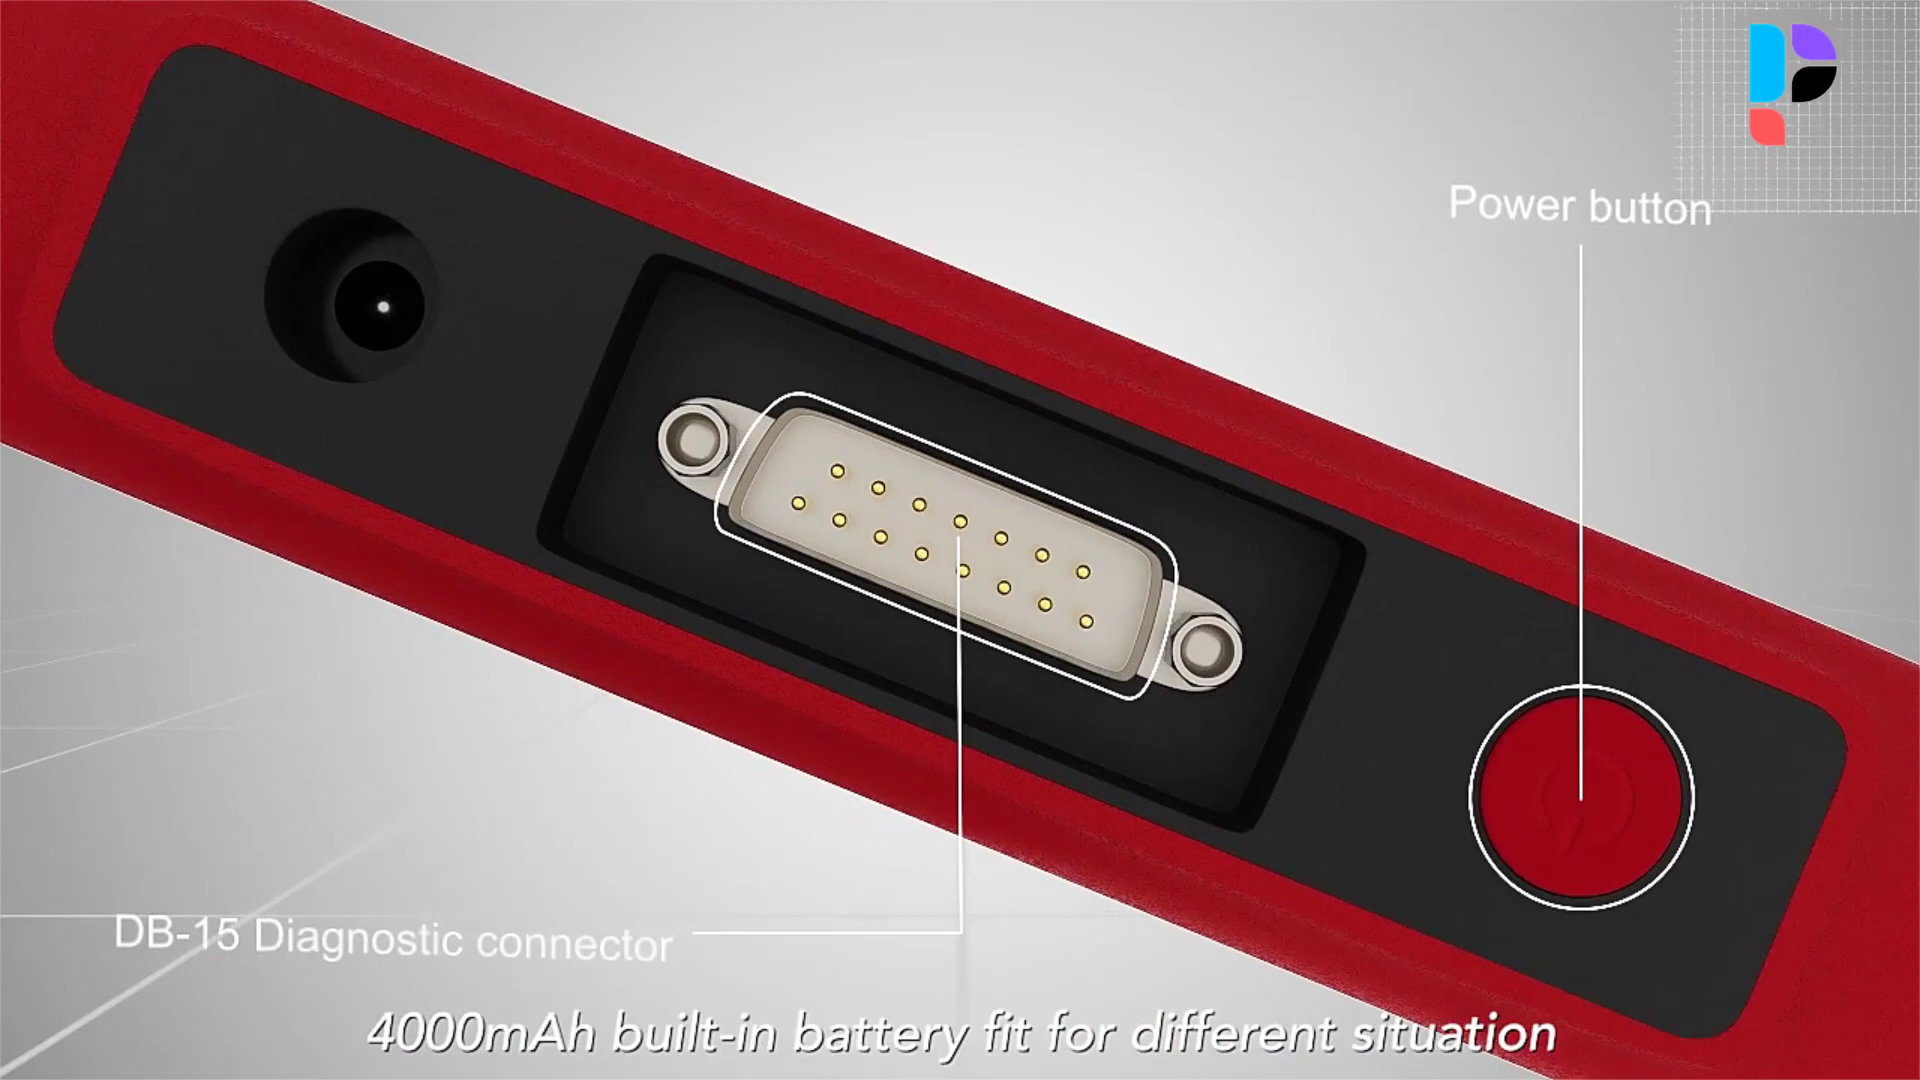 Power button
DB-15 Diagnostic connector
4000mAh built-in battery fit for different situation